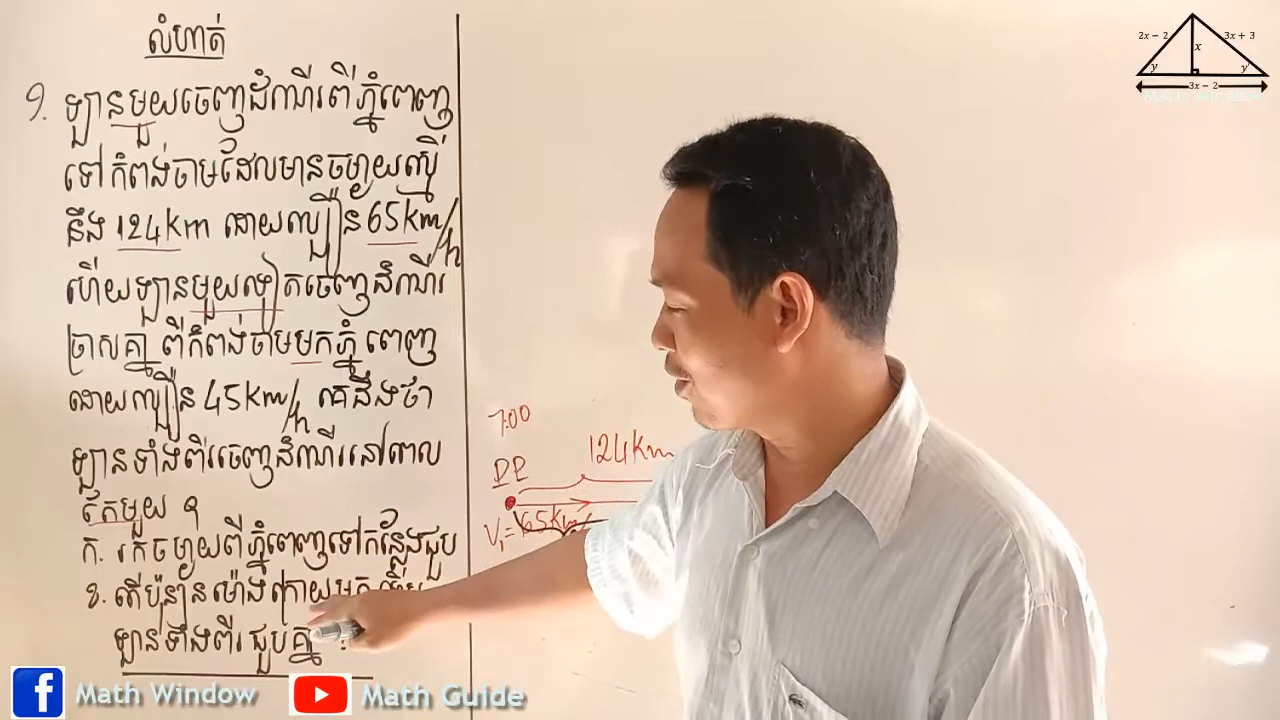 លំហាត់
១. ឡានមួយចេញដំណើរពីភ្នំពេញ
ទៅកំពង់ចាមដែលមានចម្ងាយស្មើ
នឹង 124km ដោយល្បឿន 65km/h
ហើយឡានមួយទៀតចេញដំណើរ
ច្រាសគ្នា ពីកំពង់ចាមមកភ្នំពេញ
ដោយល្បឿន 45km/h គេដឹងថា
ឡានទាំងពីរចេញដំណើរនៅពេល
តែមួយ ។
ក. រកចម្ងាយពីភ្នំពេញទៅកន្លែងជួប
ខ. តើប៉ុន្មានម៉ោងក្រោយមក
ឡានទាំងពីរជួបគ្នា
7:00
124km
PP
V₁= 65km/
2x − 2
3x + 3
x
y
y
3x − 2
Math Window
Math Window
Math Guide